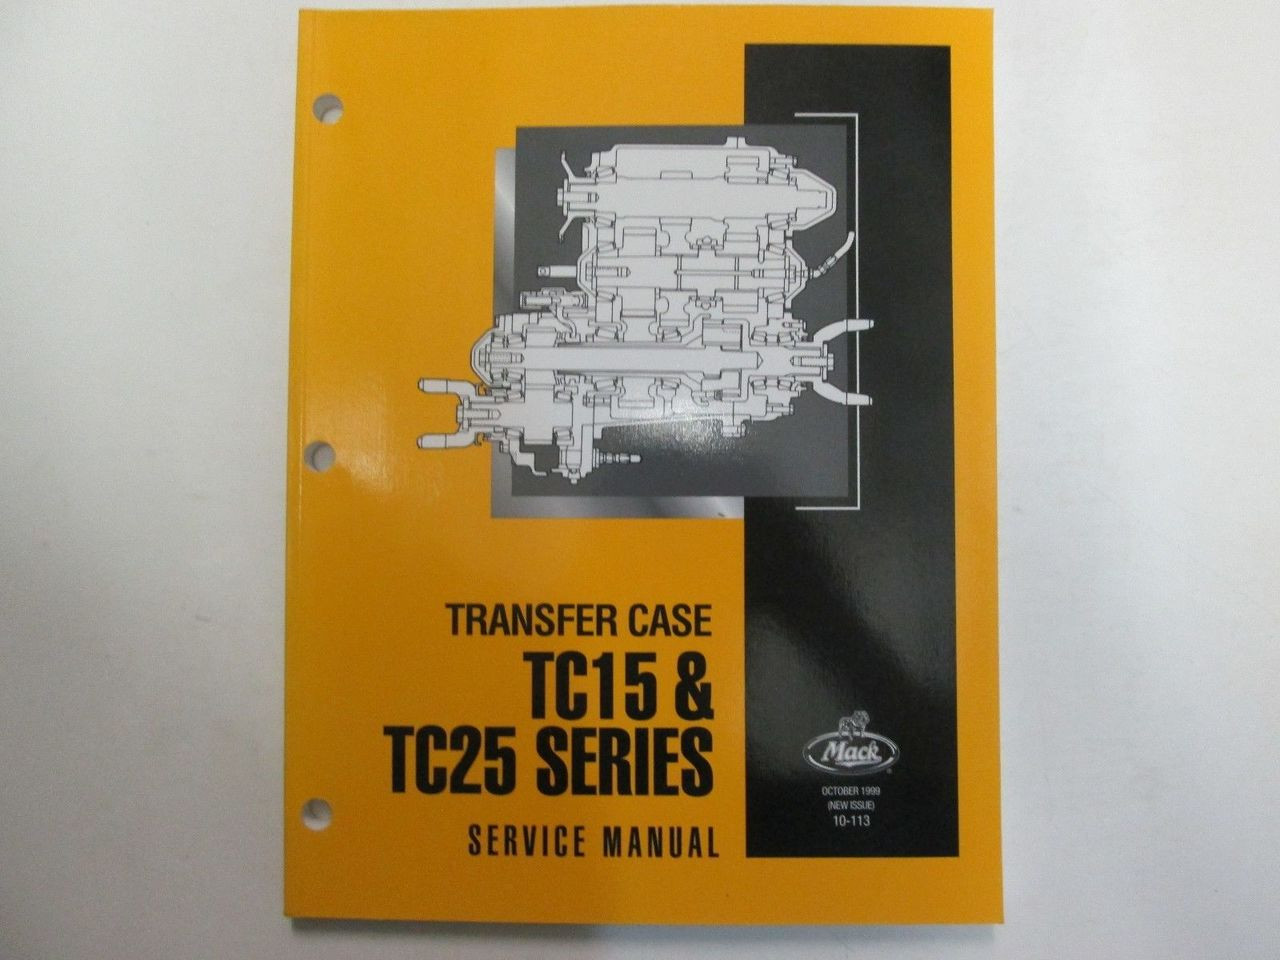 TRANSFER CASE
TC15 &
TC25 SERIES
SERVICE MANUAL
Mack
OCTOBER 1999
(NEW ISSUE)
10-113